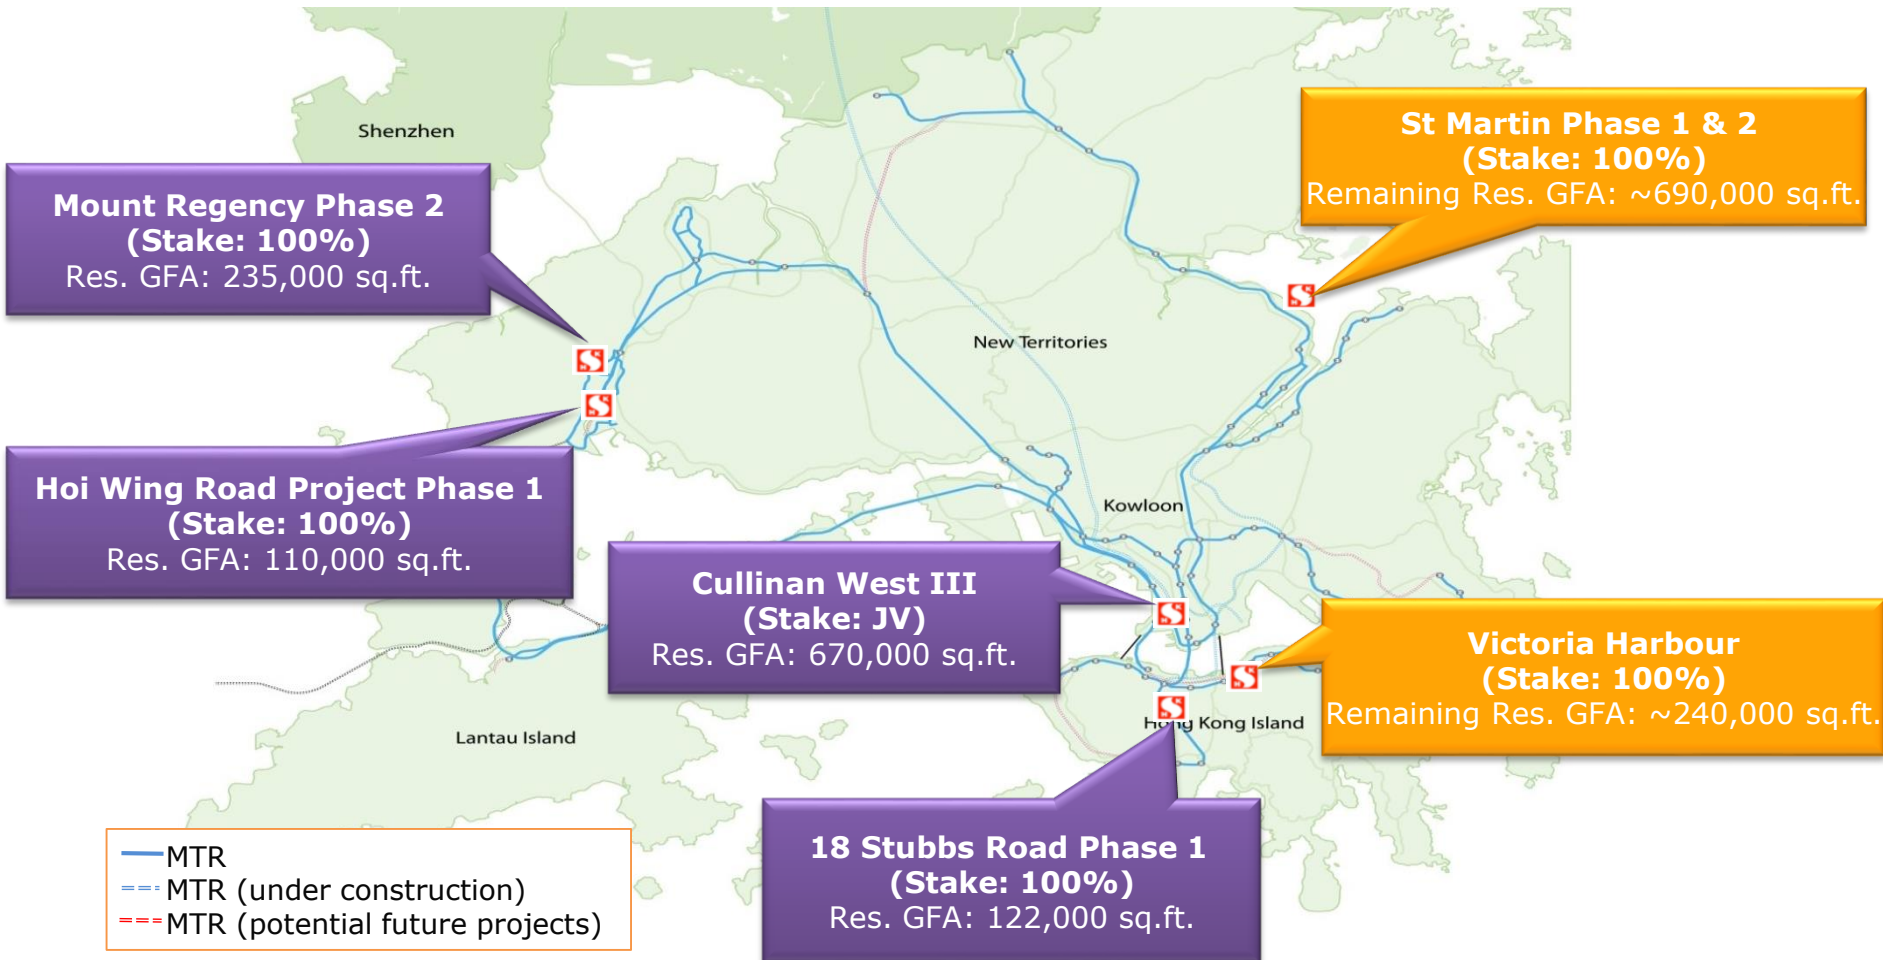 Shenzhen
St Martin Phase 1 & 2
(Stake: 100%)
Remaining Res. GFA: ~690,000 sq.ft.
Mount Regency Phase 2
(Stake: 100%)
Res. GFA: 235,000 sq.ft.
New Territories
Hoi Wing Road Project Phase 1
(Stake: 100%)
Res. GFA: 110,000 sq.ft.
Kowloon
Cullinan West III
(Stake: JV)
Res. GFA: 670,000 sq.ft.
Victoria Harbour
(Stake: 100%)
Remaining Res. GFA: ~240,000 sq.ft.
Hong Kong Island
Lantau Island
18 Stubbs Road Phase 1
(Stake: 100%)
Res. GFA: 122,000 sq.ft.
MTR
MTR (under construction)
MTR (potential future projects)